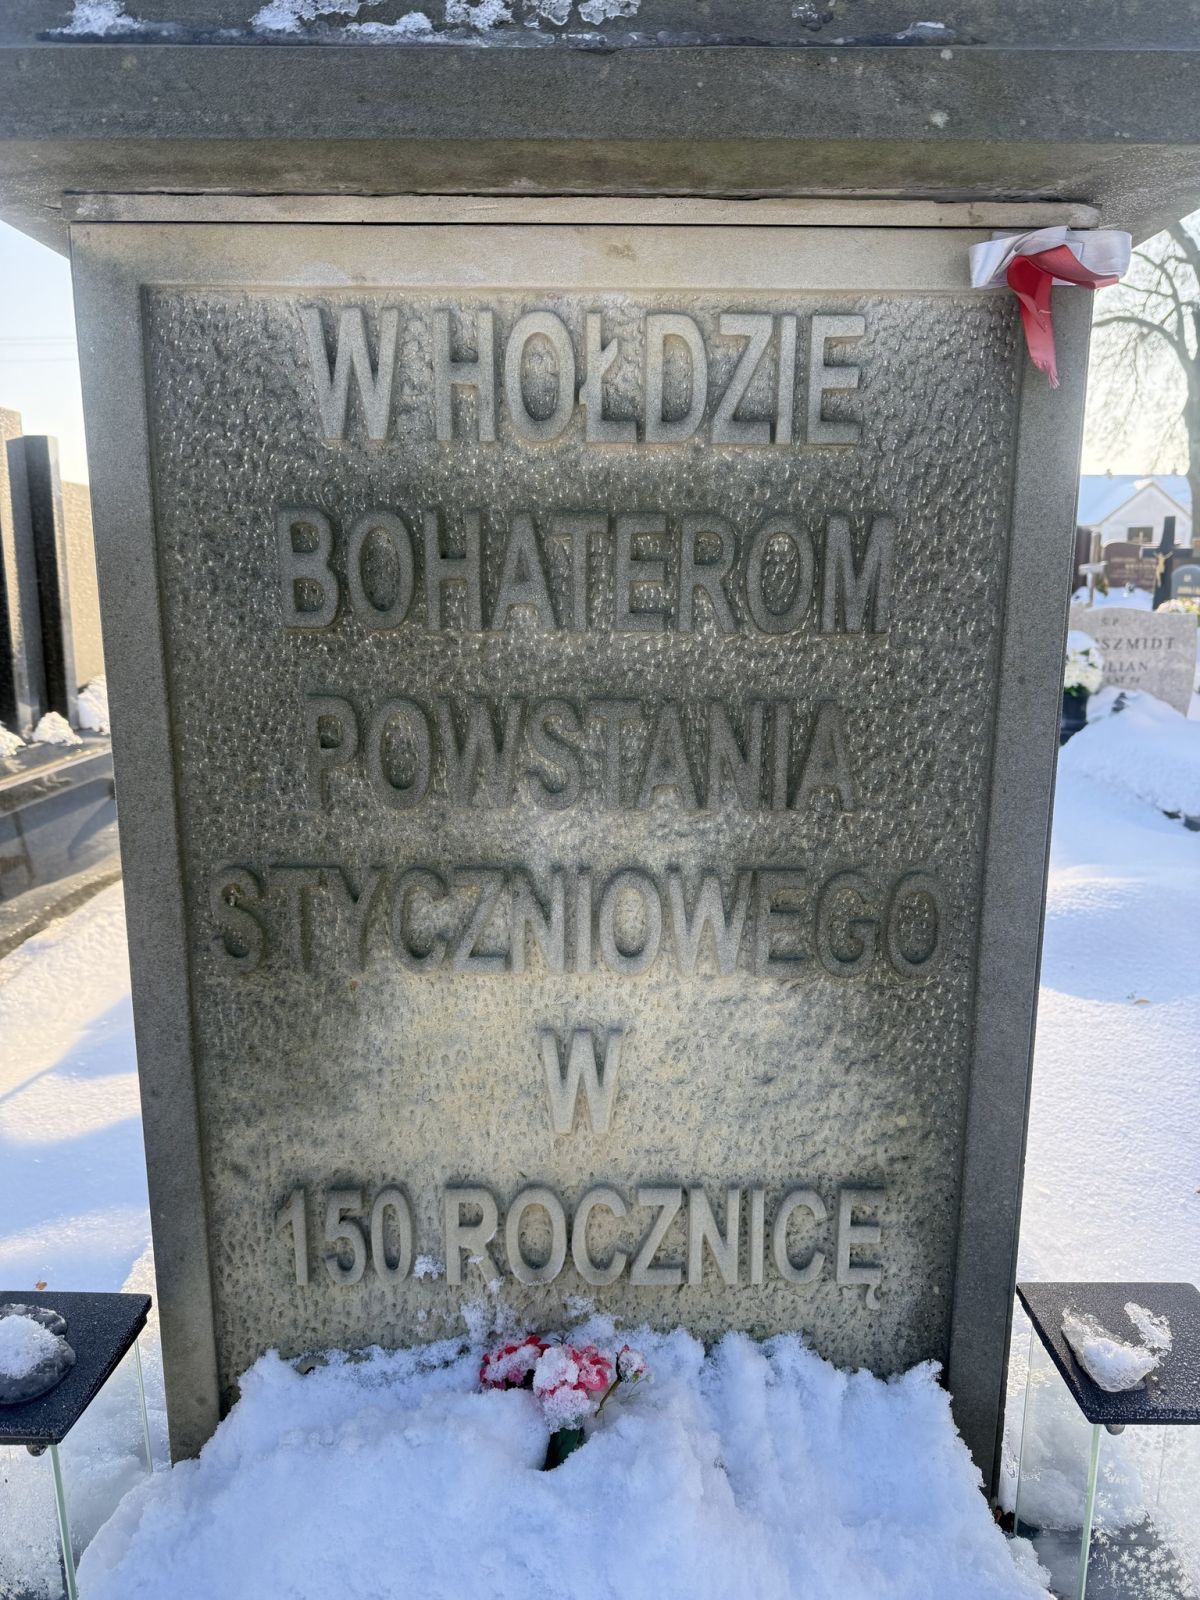 W HOŁDZIE
BOHATEROM
POWSTANIA
STYCZNIOWEGO
W
150 ROCZNICĘ